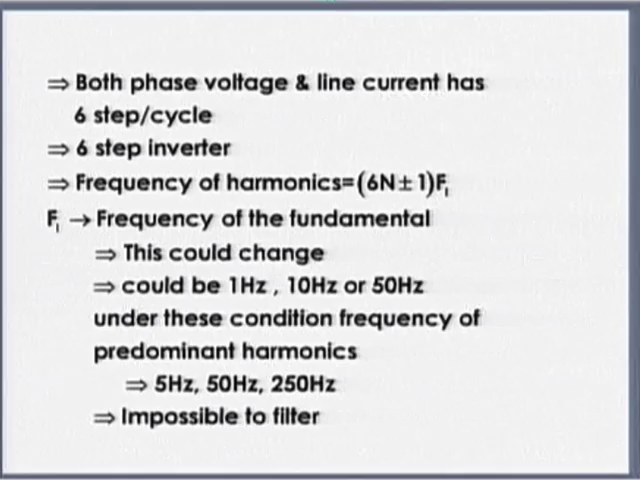 ⇒ Both phase voltage & line current has
6 step/cycle
⇒ 6 step inverter
⇒ Frequency of harmonics=(6N±1)F₁
F₁ → Frequency of the fundamental
⇒ This could change
⇒ could be 1Hz , 10Hz or 50Hz
under these condition frequency of
predominant harmonics
⇒ 5Hz, 50Hz, 250Hz
⇒ Impossible to filter